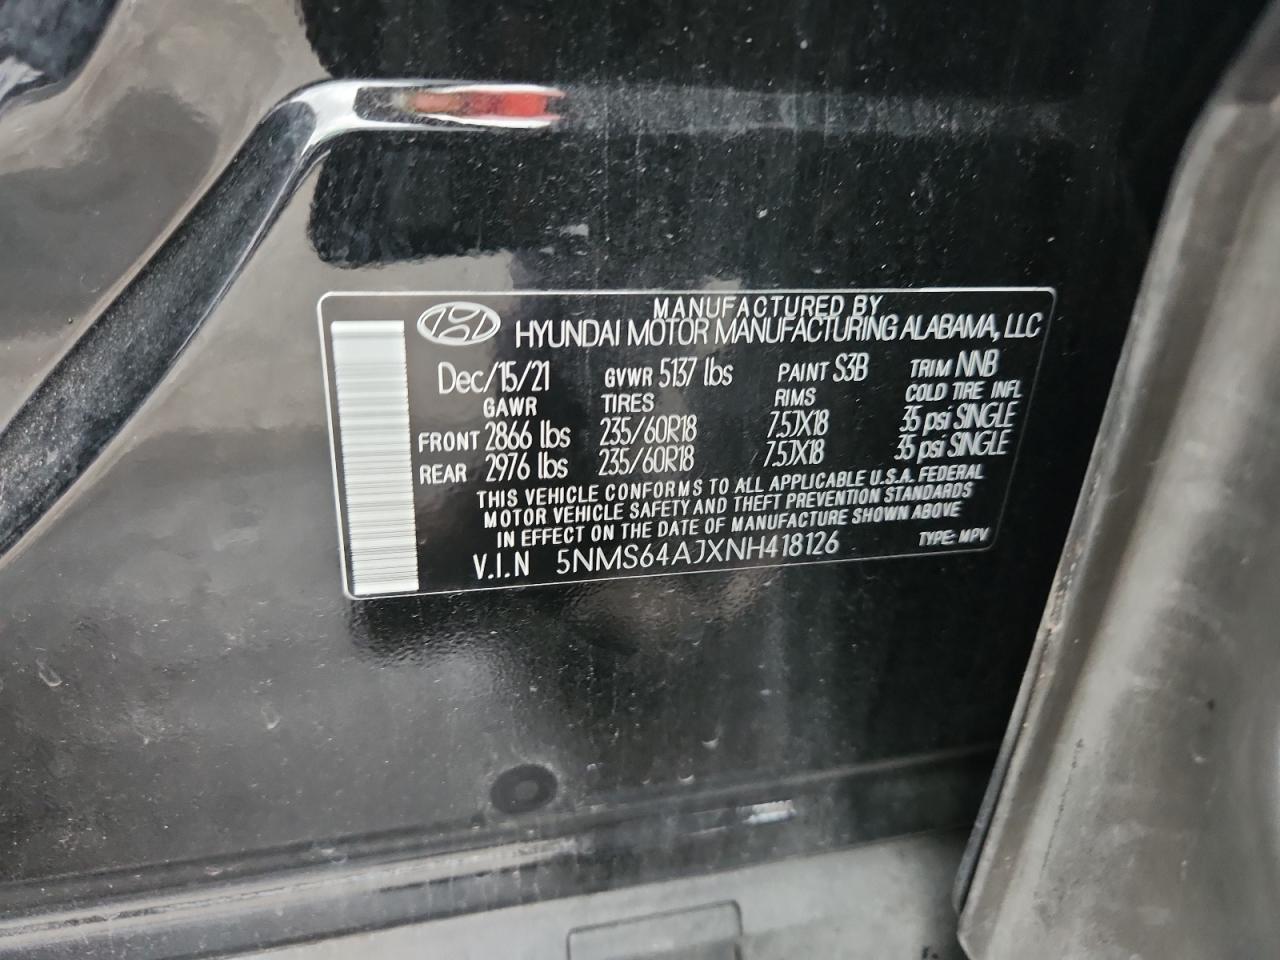 MANUFACTURED BY
HYUNDAI MOTOR MANUFACTURING ALABAMA, LLC
Dec/15/21 GVWR 5137 lbs PAINT S3B TRIM NNB
GAWR TIRES RIMS COLD TIRE INFL
FRONT 2866 lbs 235/60R18 7.5JX18 35 psi SINGLE
REAR 2976 lbs 235/60R18 7.5JX18 35 psi SINGLE
THIS VEHICLE CONFORMS TO ALL APPLICABLE U.S.A. FEDERAL
MOTOR VEHICLE SAFETY AND THEFT PREVENTION STANDARDS
IN EFFECT ON THE DATE OF MANUFACTURE SHOWN ABOVE
V.I.N 5NMS64AJXNH418126 TYPE: MPV